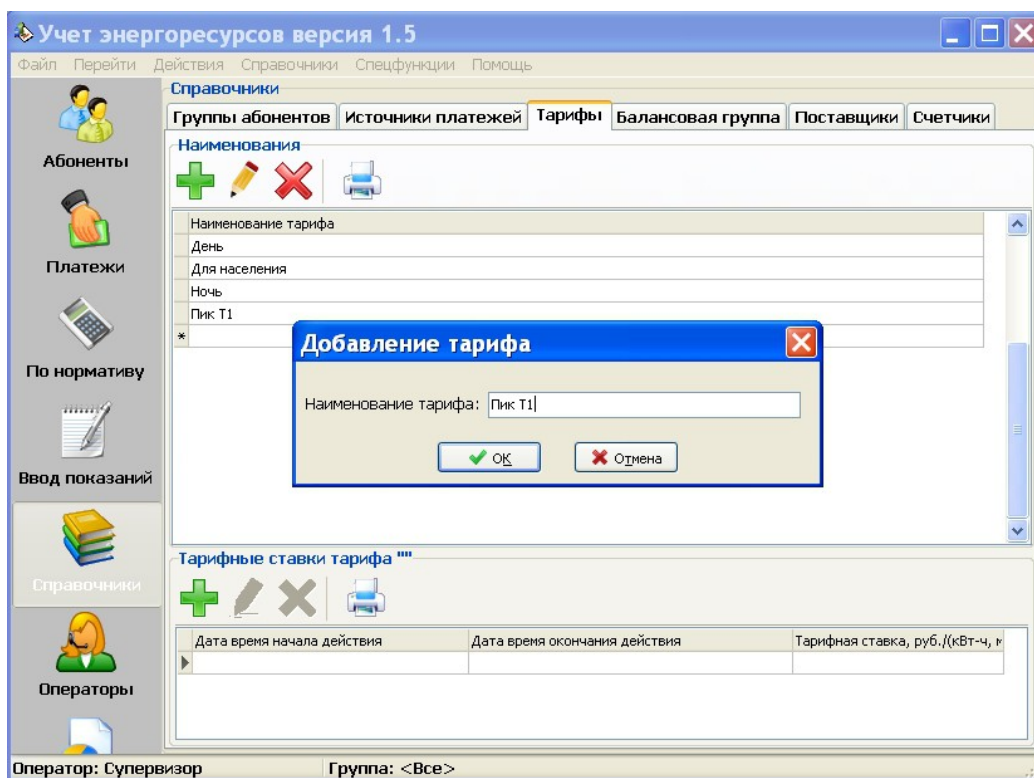 Учет энергоресурсов версия 1.5
Файл Перейти Действия Справочники Спецфункции Помощь
Абоненты
Платежи
По нормативу
Ввод показаний
Справочники
Операторы
Справочники
Группы абонентов Источники платежей Тарифы Балансовая группа Поставщики Счетчики
Наименования
Наименование тарифа
День
Для населения
Ночь
Пик Т1
*
Добавление тарифа
Наименование тарифа: Пик Т1
ОК Отмена
Тарифные ставки тарифа ""
Дата время начала действия Дата время окончания действия Тарифная ставка, руб./(кВт-ч,
Оператор: Супервизор Группа: <Все>